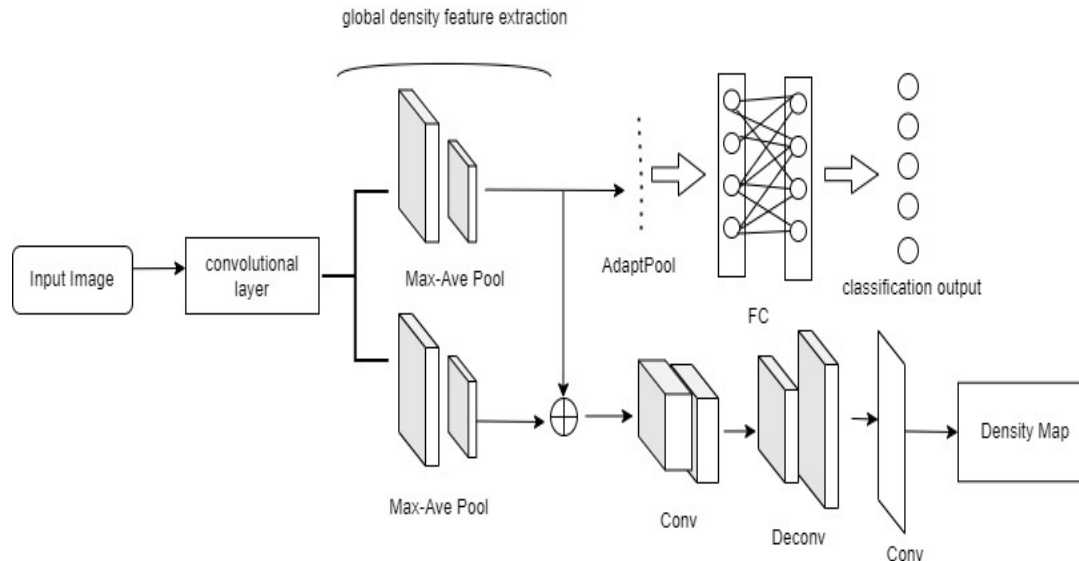 global density feature extraction
Input Image
convolutional
layer
Max-Ave Pool
AdaptPool
FC
classification output
Max-Ave Pool
Conv
Deconv
Conv
Density Map